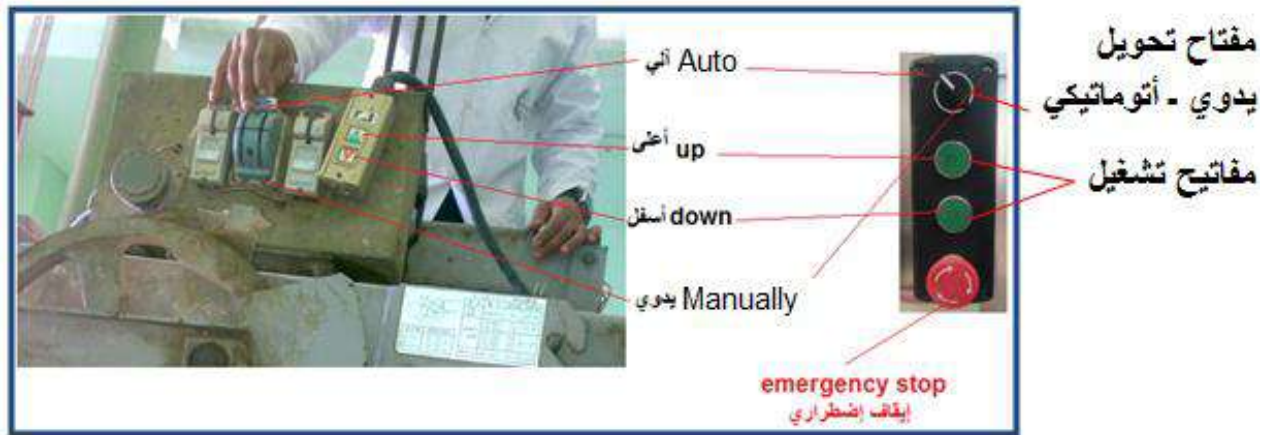 آلي Auto
أعلى up
أسفل down
يدوي Manually
emergency stop
إيقاف إضطراري
مفتاح تحويل
يدوي - أتوماتيكي
مفاتيح تشغيل